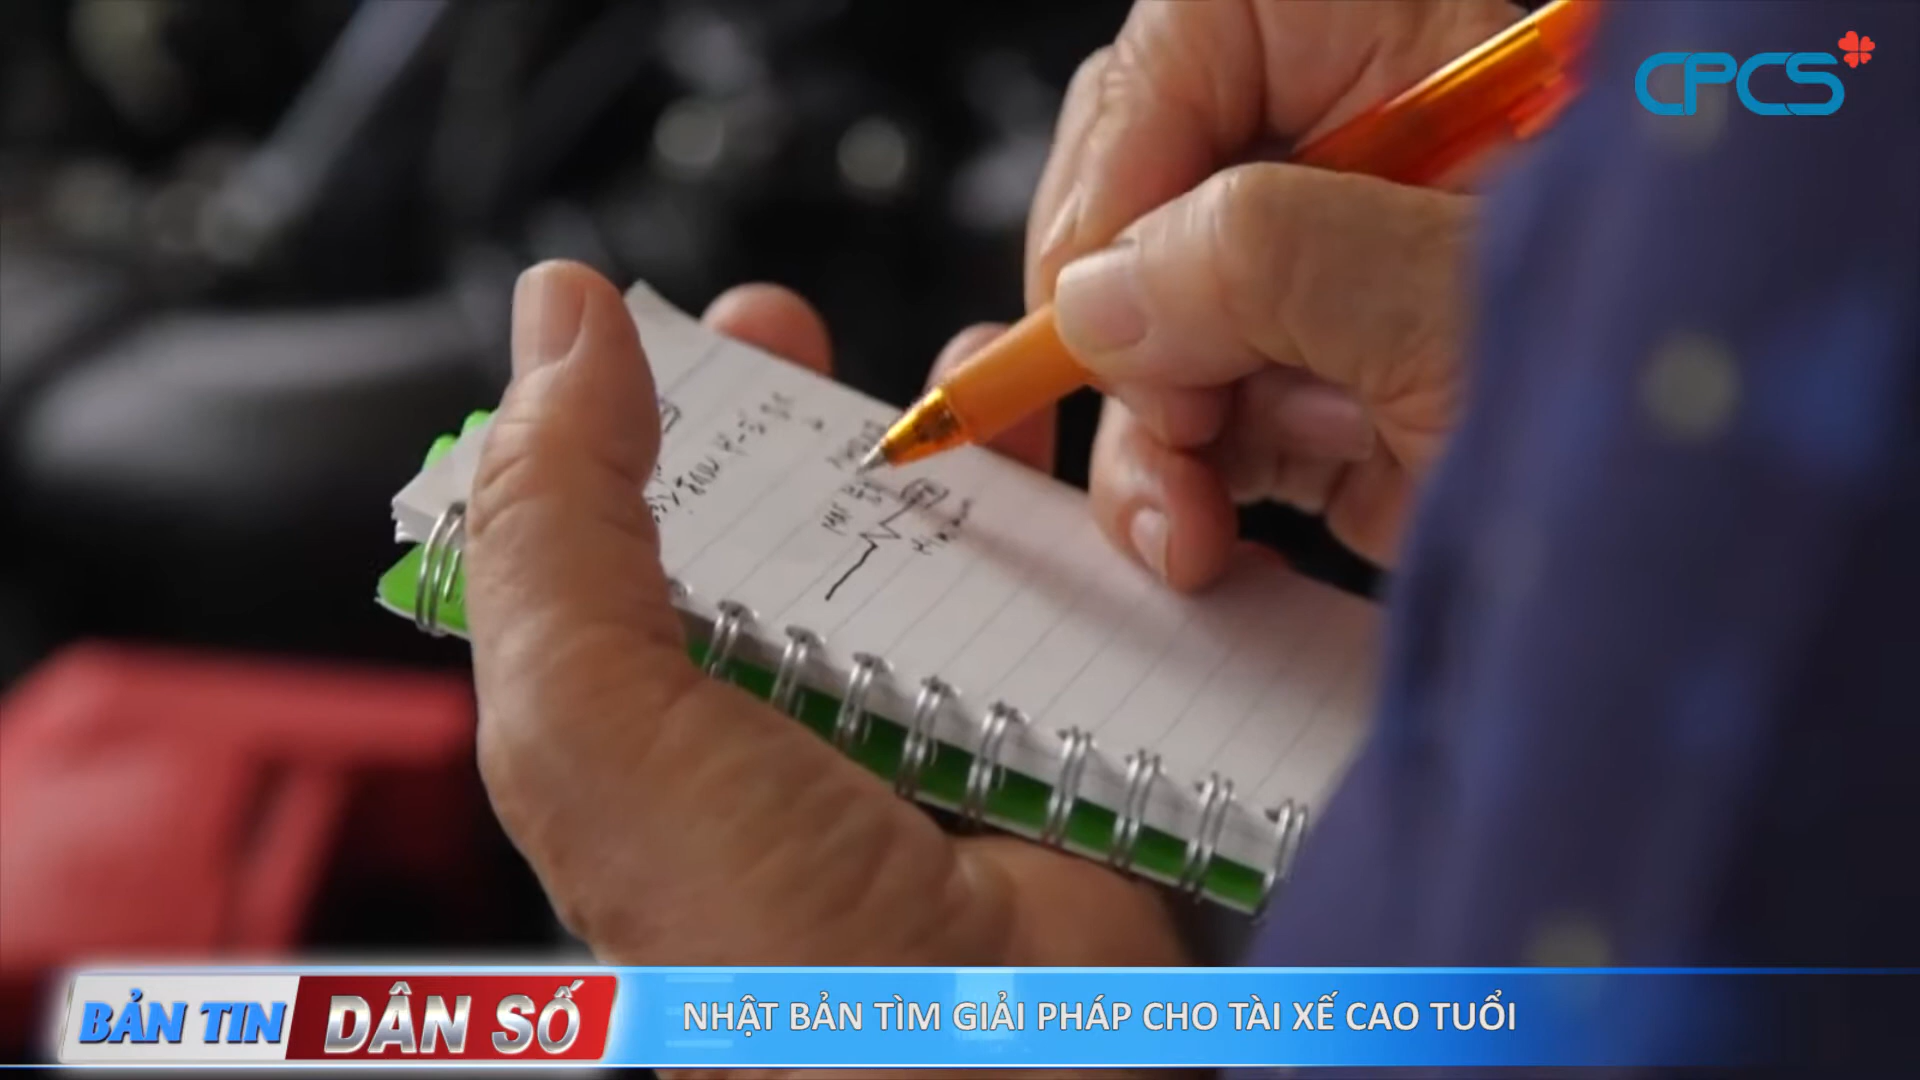 CPCS
BẢN TIN DÂN SỐ
NHẬT BẢN TÌM GIẢI PHÁP CHO TÀI XẾ CAO TUỔI